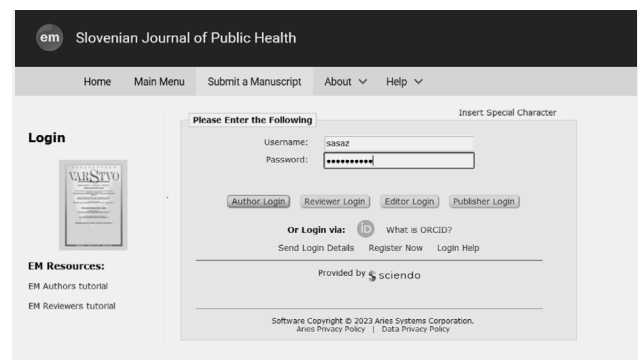 em Slovenian Journal of Public Health
Home Main Menu Submit a Manuscript About Help
Insert Special Character
Please Enter the Following
Login
Username: sasaz
Password: ••••••••••
VARSTVO
Author Login Reviewer Login Editor Login Publisher Login
Or Login via: iD What is ORCID?
Send Login Details Register Now Login Help
EM Resources:
Provided by sciendo
EM Authors tutorial
EM Reviewers tutorial
Software Copyright © 2023 Aries Systems Corporation.
Aries Privacy Policy | Data Privacy Policy